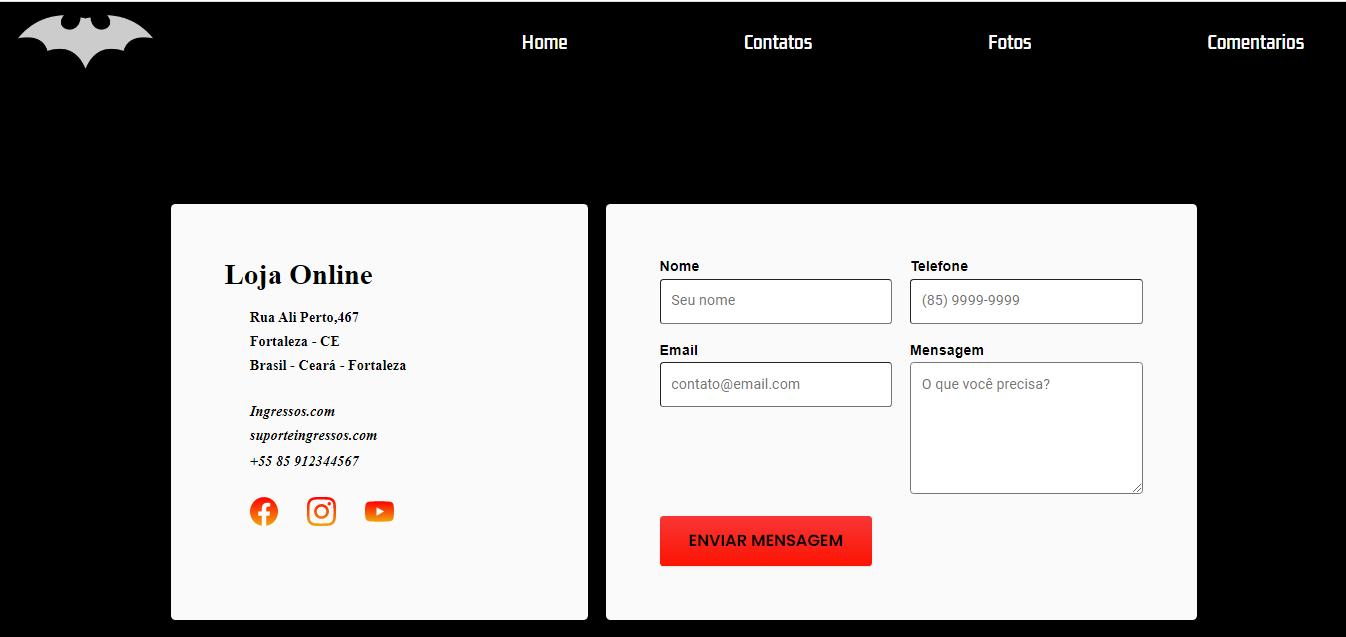 Home
Contatos
Fotos
Comentarios
Loja Online
Rua Ali Perto,467
Fortaleza - CE
Brasil - Ceará - Fortaleza
Ingressos.com
suporteingressos.com
+55 85 912344567
Nome
Seu nome
Telefone
(85) 9999-9999
Email
contato@email.com
Mensagem
O que você precisa?
ENVIAR MENSAGEM